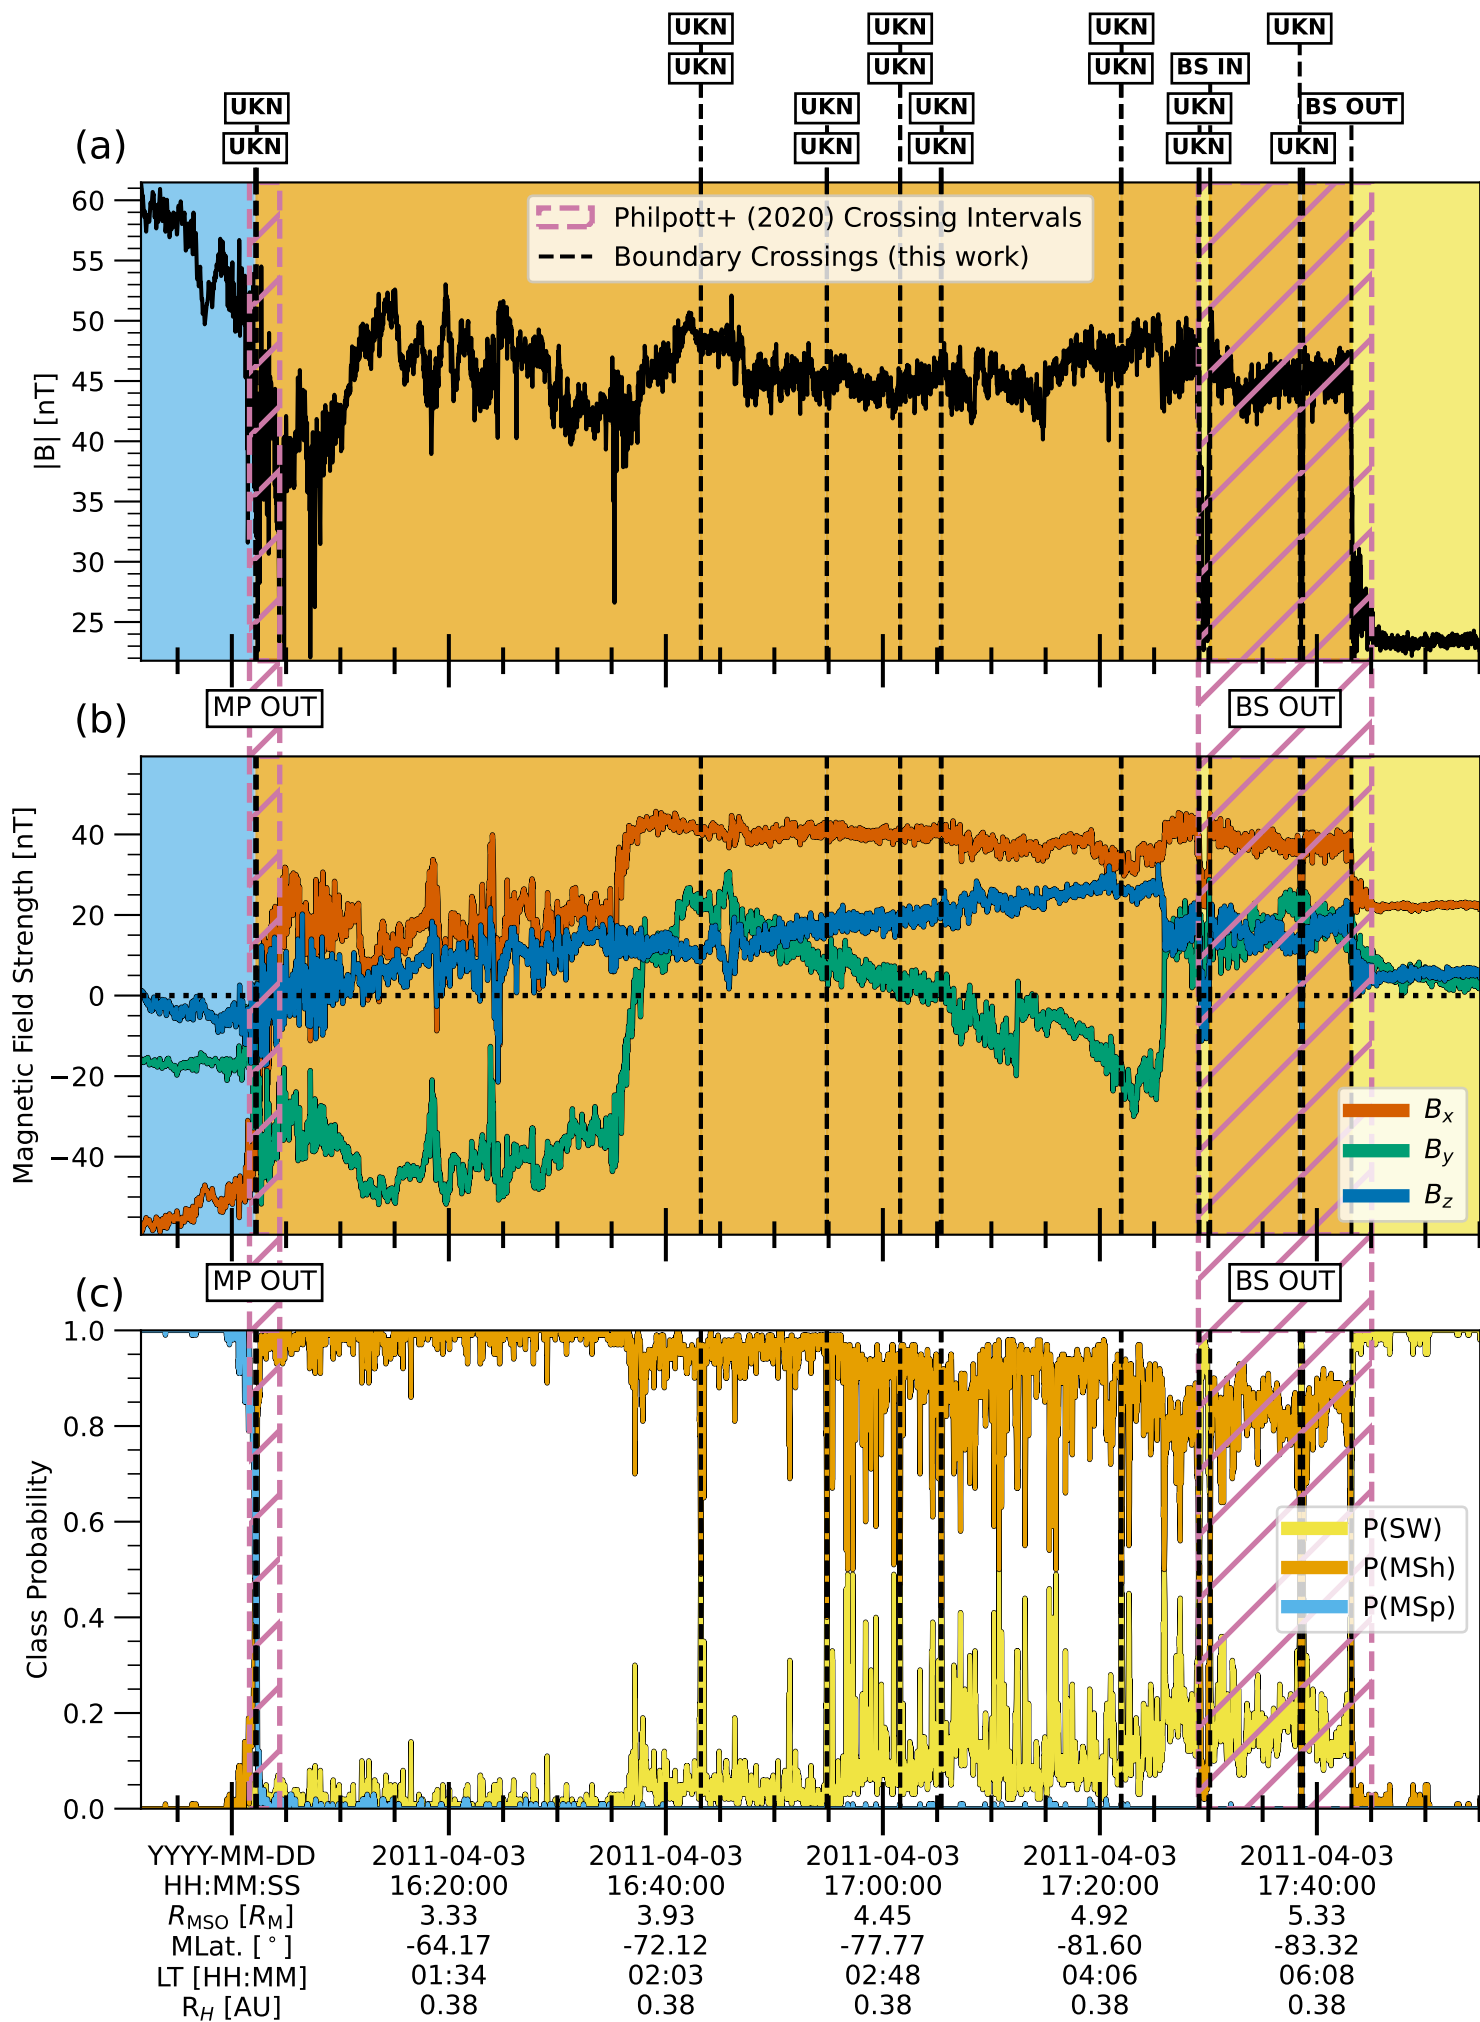 UKN UKN UKN UKN
UKN UKN UKN BS IN
UKN UKN UKN UKN BS OUT
UKN UKN UKN UKN UKN
(a)
Philpott+ (2020) Crossing Intervals
Boundary Crossings (this work)
60
55
50
45
40
35
30
25
|B| [nT]
MP OUT BS OUT
(b)
40
20
0
−20
−40
Magnetic Field Strength [nT]
Bx
By
Bz
MP OUT BS OUT
(c)
1.0
0.8
0.6
0.4
0.2
0.0
Class Probability
P(SW)
P(MSh)
P(MSp)
YYYY-MM-DD 2011-04-03 2011-04-03 2011-04-03 2011-04-03 2011-04-03
HH:MM:SS 16:20:00 16:40:00 17:00:00 17:20:00 17:40:00
RMSO [RM] 3.33 3.93 4.45 4.92 5.33
MLat. [°] -64.17 -72.12 -77.77 -81.60 -83.32
LT [HH:MM] 01:34 02:03 02:48 04:06 06:08
RH [AU] 0.38 0.38 0.38 0.38 0.38